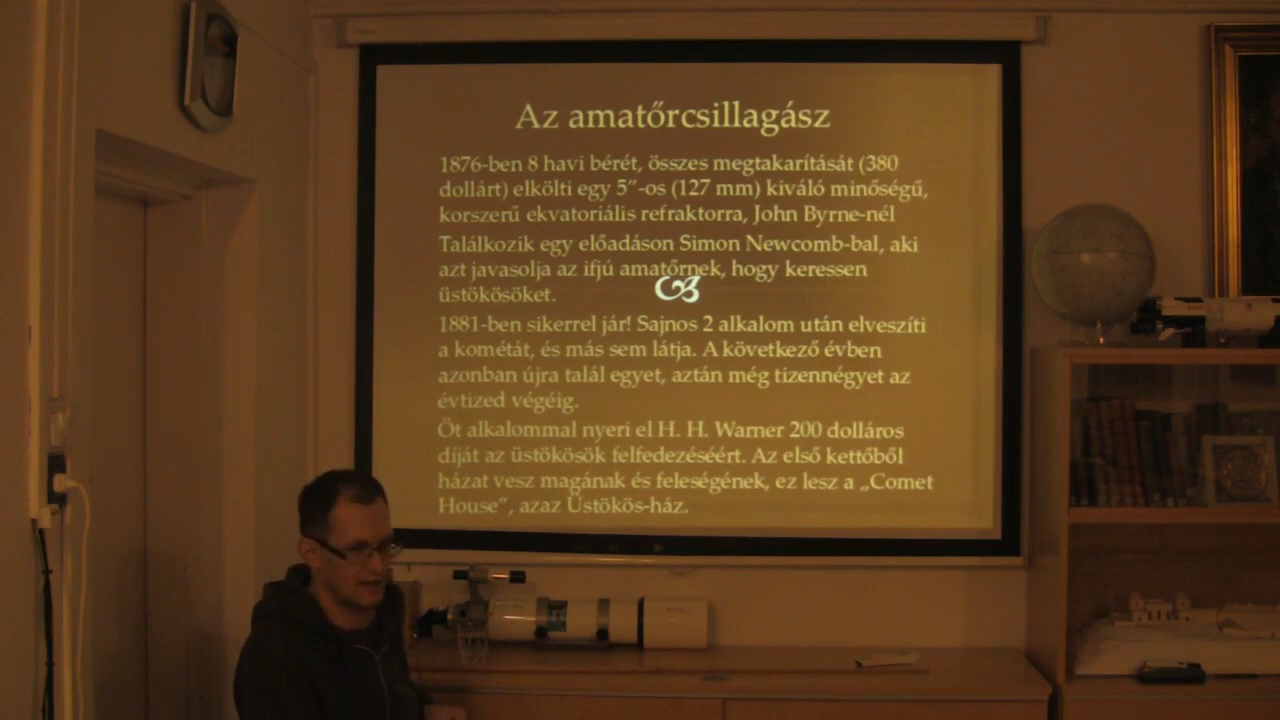 Az amatőrcsillagász
1876-ben 8 havi bérét, összes megtakarítását (380
dollárt) elkölti egy 5”-os (127 mm) kiváló minőségű,
korszerű ekvatoriális refraktorra, John Byrne-nél
Találkozik egy előadáson Simon Newcomb-bal, aki
azt javasolja az ifjú amatőrnek, hogy keressen
üstökösöket.
1881-ben sikerrel jár! Sajnos 2 alkalom után elveszíti
a kométát, és más sem látja. A következő évben
azonban újra talál egyet, aztán még tizennégyet az
évtized végéig.
Öt alkalommal nyeri el H. H. Warner 200 dolláros
díját az üstökösök felfedezéséért. Az első kettőből
házat vesz magának és feleségének, ez lesz a „Comet
House”, azaz Üstökös-ház.